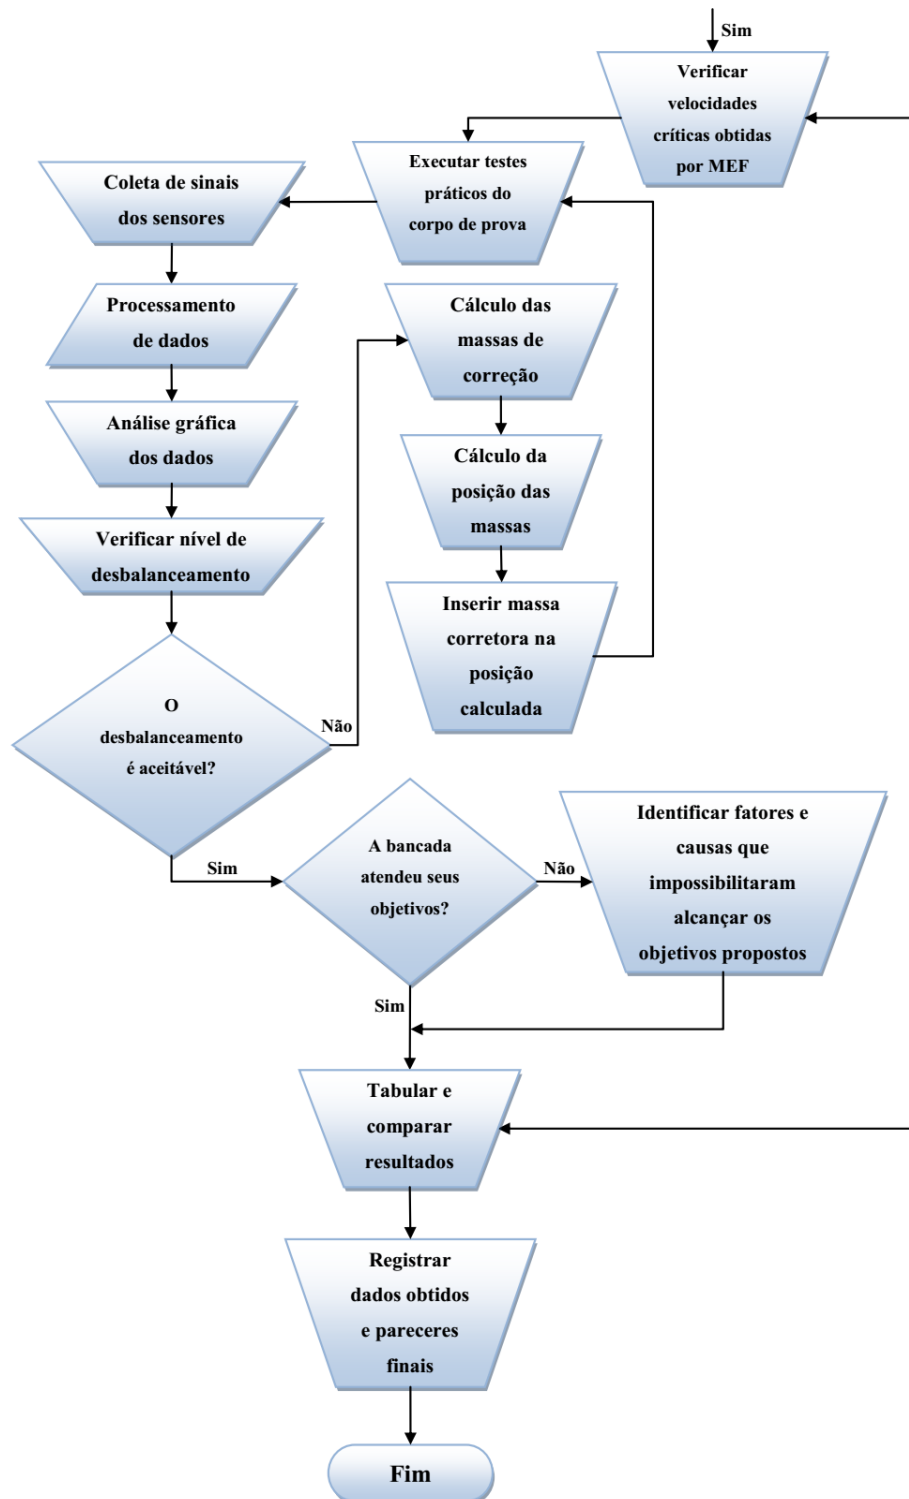 Sim
Verificar
velocidades
críticas obtidas
por MEF
Executar testes
práticos do
corpo de prova
Coleta de sinais
dos sensores
Processamento
de dados
Análise gráfica
dos dados
Verificar nível de
desbalanceamento
O
desbalanceamento
é aceitável?
Não
Cálculo das
massas de
correção
Cálculo da
posição das
massas
Inserir massa
corretora na
posição
calculada
Sim
A bancada
atendeu seus
objetivos?
Não
Identificar fatores e
causas que
impossibilitaram
alcançar os
objetivos propostos
Sim
Tabular e
comparar
resultados
Registrar
dados obtidos
e pareceres
finais
Fim